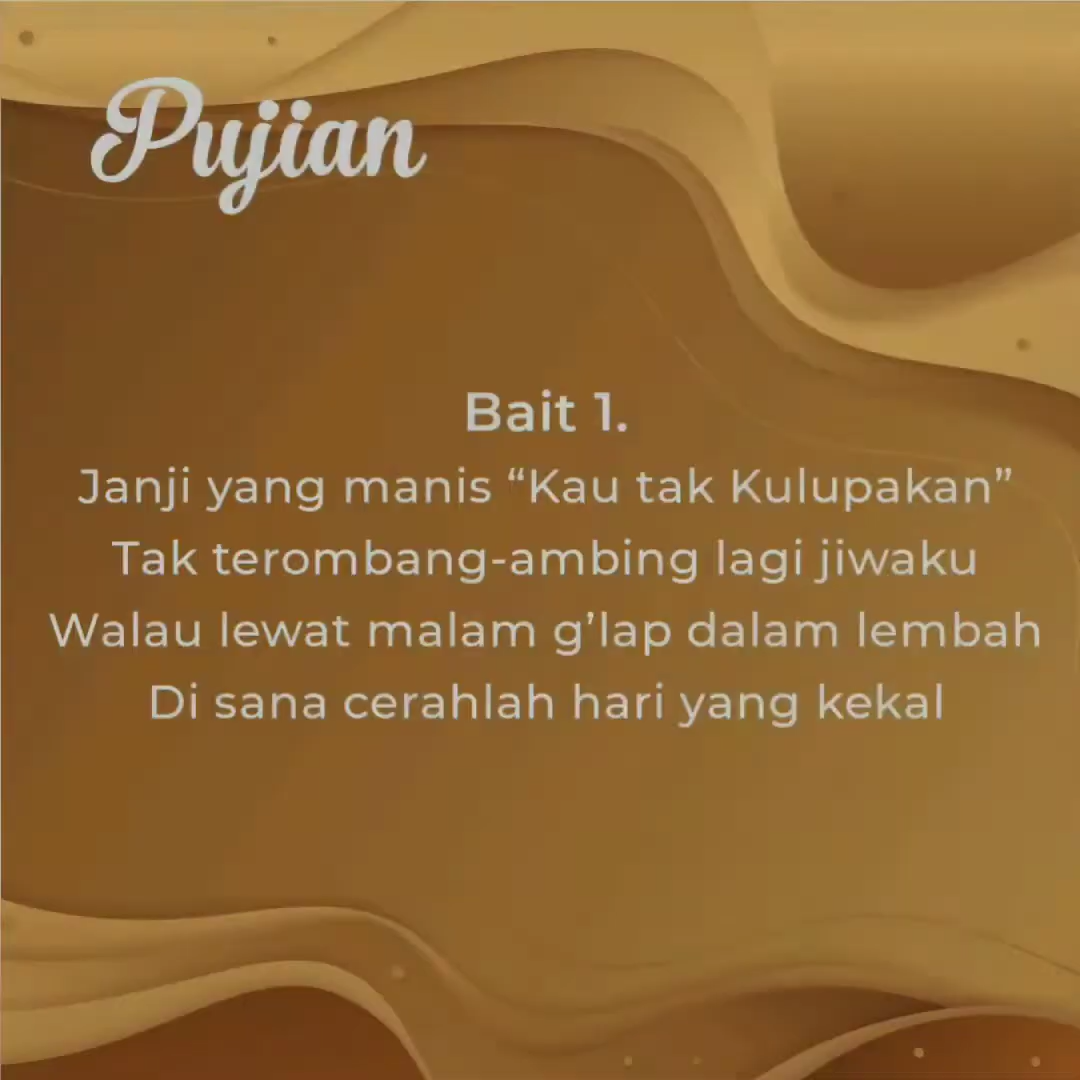 Pujian
Bait 1.
Janji yang manis “Kau tak Kulupakan”
Tak terombang-ambing lagi jiwaku
Walau lewat malam g’lap dalam lembah
Di sana cerahlah hari yang kekal